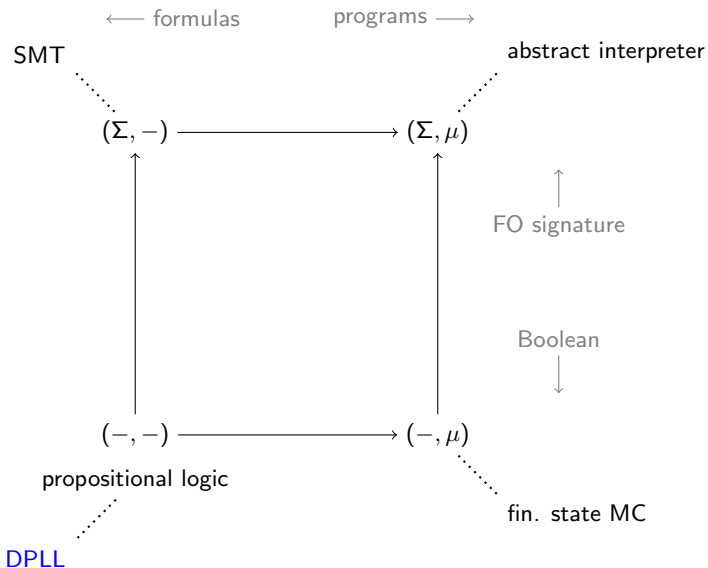 ← formulas
programs →
SMT
abstract interpreter
(Σ, −)
(Σ, μ)
FO signature
Boolean
(−, −)
(−, μ)
propositional logic
fin. state MC
DPLL